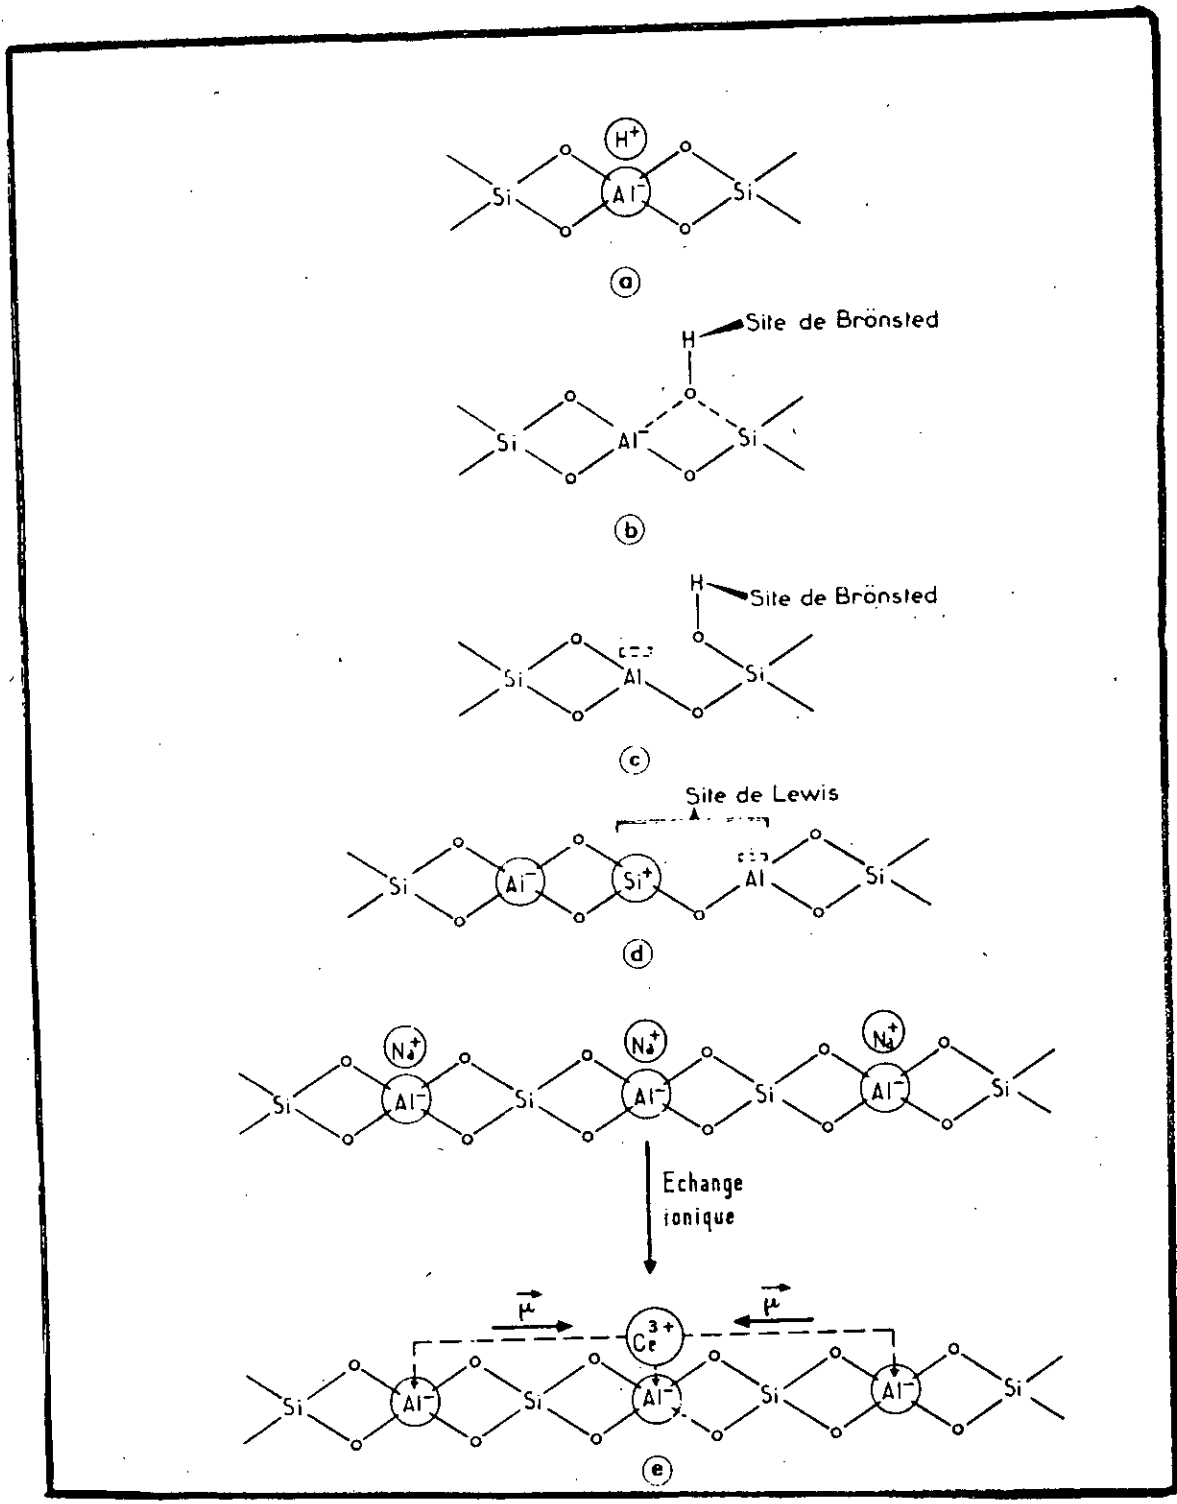 H+
O O
Si Al− Si
O O
a
H Site de Brönsted
O O
Si Al− Si
O O
b
H Site de Brönsted
O O
Si Al Si
O O
c
Site de Lewis
O O O
Si Al− Si+ Al Si
O O O O
d
Na+ Na+ Na+
O O O O O O
Si Al− Si Al− Si Al− Si
O O O O O O
Echange
ionique
μ μ
Ce3+
O O O O O O
Si Al− Si Al− Si Al− Si
O O O O O O
e